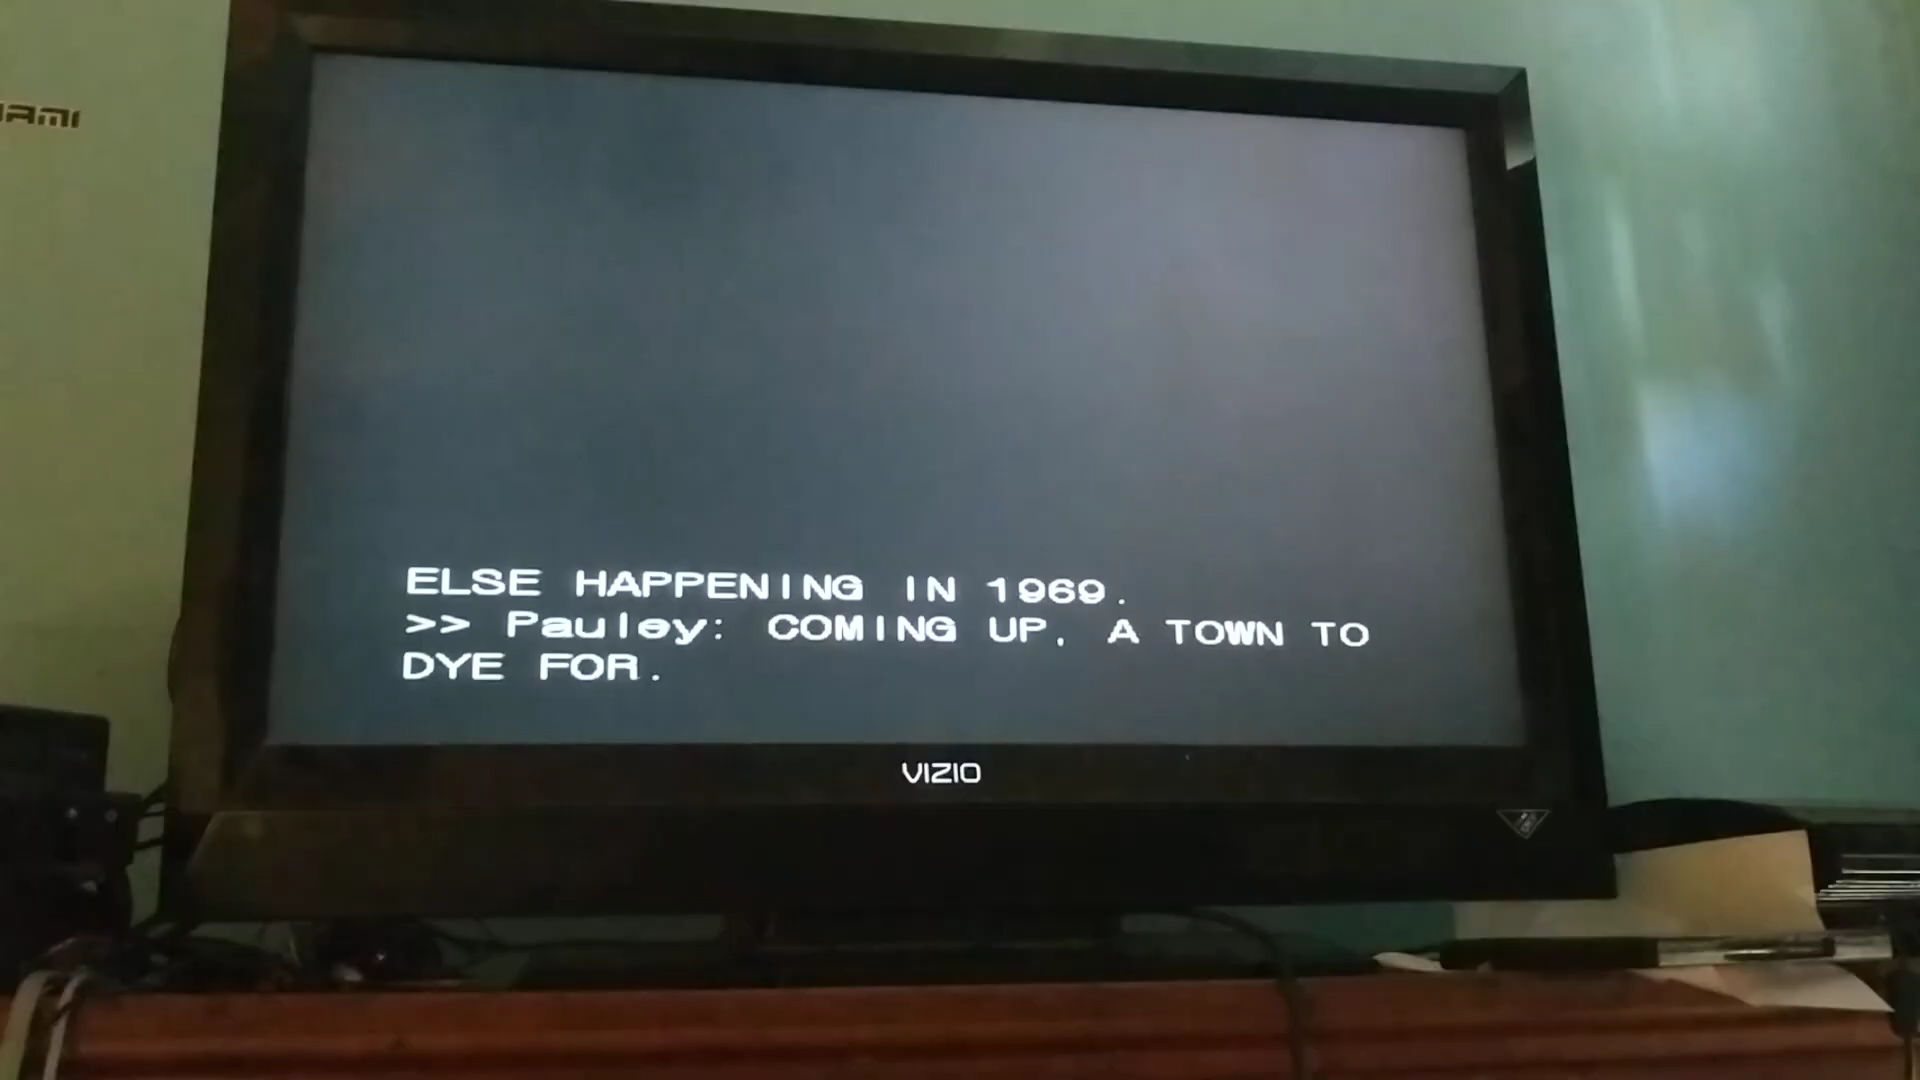 ELSE HAPPENING IN 1969.
>> Pauley: COMING UP, A TOWN TO
DYE FOR.
VIZIO